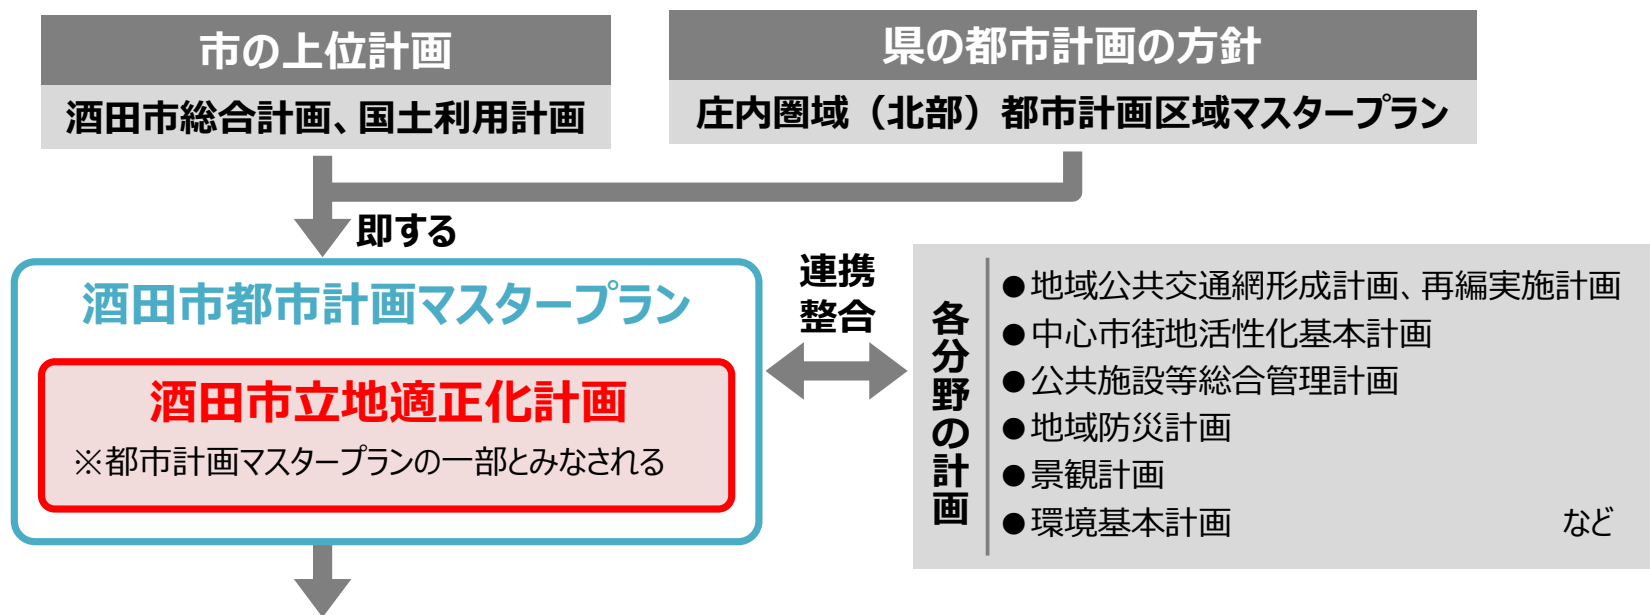 市の上位計画
酒田市総合計画、国土利用計画
県の都市計画の方針
庄内圏域（北部）都市計画区域マスタープラン
即する
酒田市都市計画マスタープラン
酒田市立地適正化計画
※都市計画マスタープランの一部とみなされる
連携
整合
各分野の計画
●地域公共交通網形成計画、再編実施計画
●中心市街地活性化基本計画
●公共施設等総合管理計画
●地域防災計画
●景観計画
●環境基本計画 など